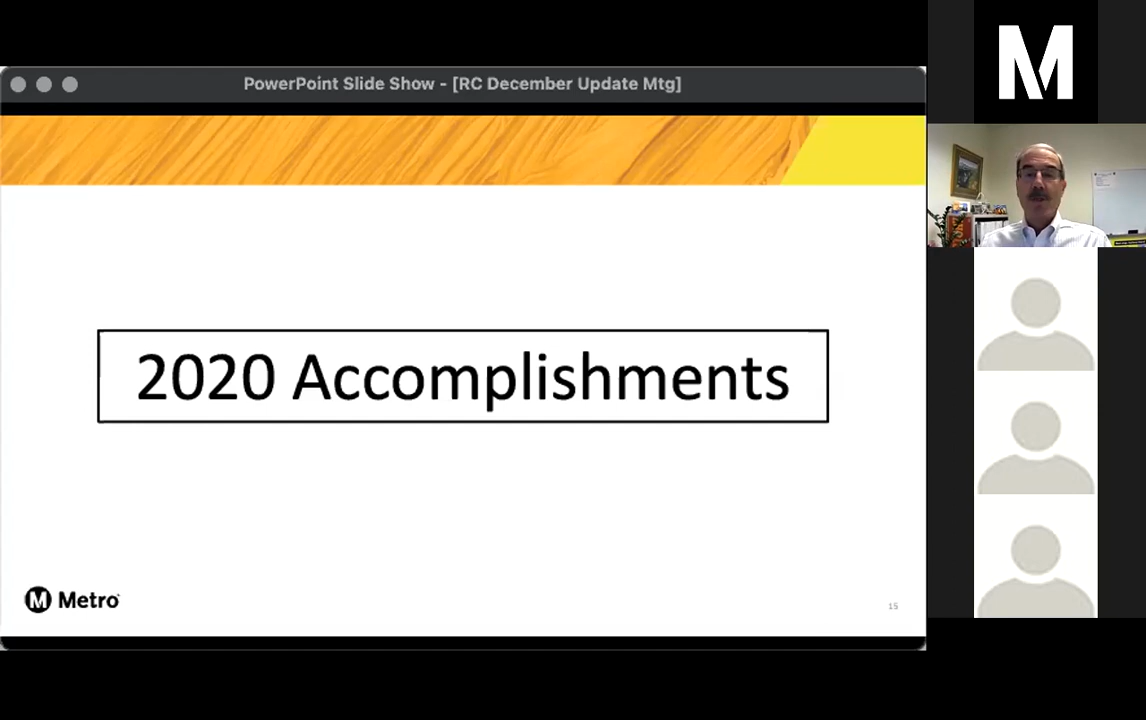 PowerPoint Slide Show - [RC December Update Mtg]
M
2020 Accomplishments
M Metro
15